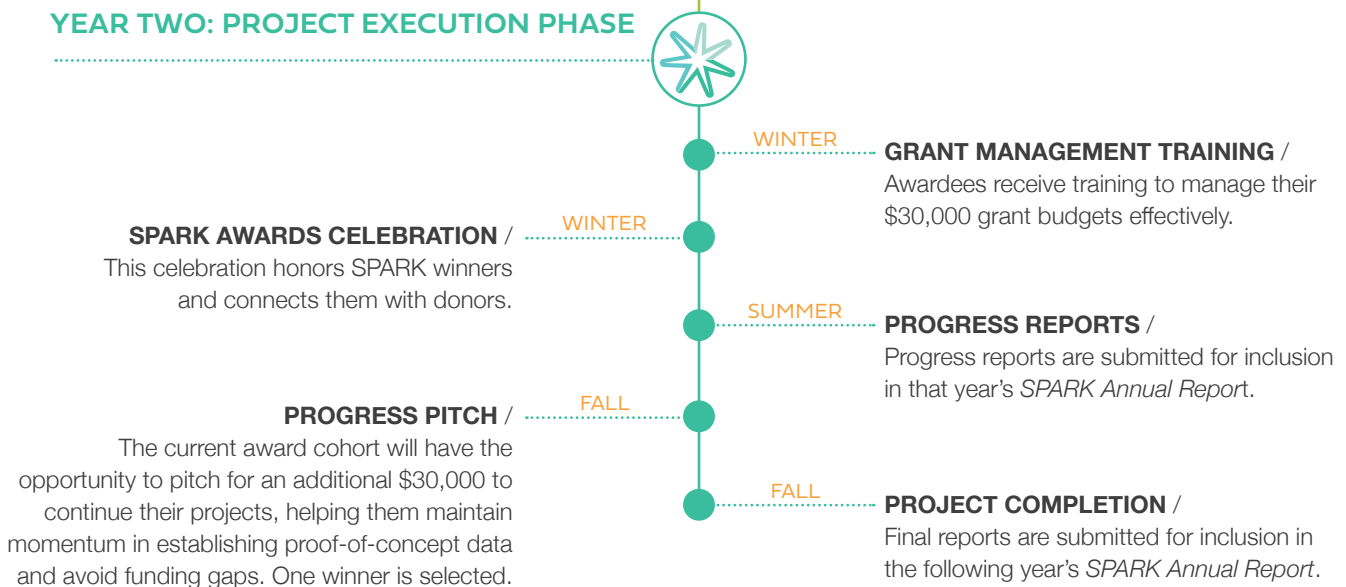 YEAR TWO: PROJECT EXECUTION PHASE
WINTER
GRANT MANAGEMENT TRAINING /
Awardees receive training to manage their
$30,000 grant budgets effectively.
WINTER
SPARK AWARDS CELEBRATION /
This celebration honors SPARK winners
and connects them with donors.
SUMMER
PROGRESS REPORTS /
Progress reports are submitted for inclusion
in that year’s SPARK Annual Report.
FALL
PROGRESS PITCH /
The current award cohort will have the
opportunity to pitch for an additional $30,000 to
continue their projects, helping them maintain
momentum in establishing proof-of-concept data
and avoid funding gaps. One winner is selected.
FALL
PROJECT COMPLETION /
Final reports are submitted for inclusion in
the following year’s SPARK Annual Report.